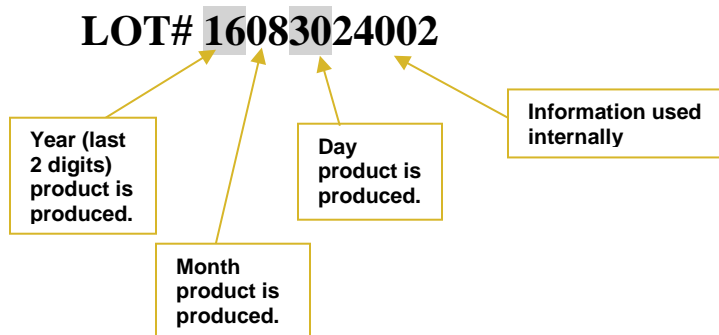 LOT# 16083024002
Year (last
2 digits)
product is
produced.
Month
product is
produced.
Day
product is
produced.
Information used
internally